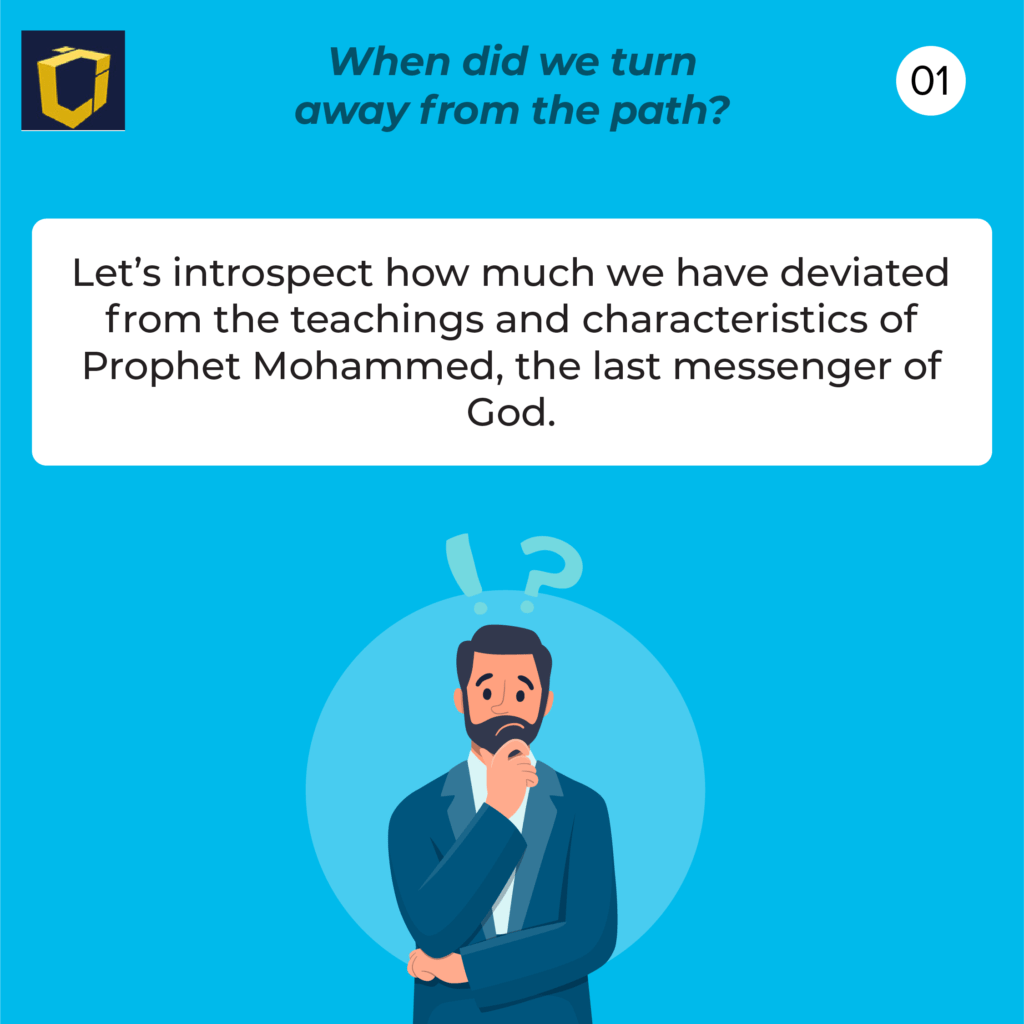 When did we turn
away from the path?
01
Let’s introspect how much we have deviated
from the teachings and characteristics of
Prophet Mohammed, the last messenger of
God.
! ?